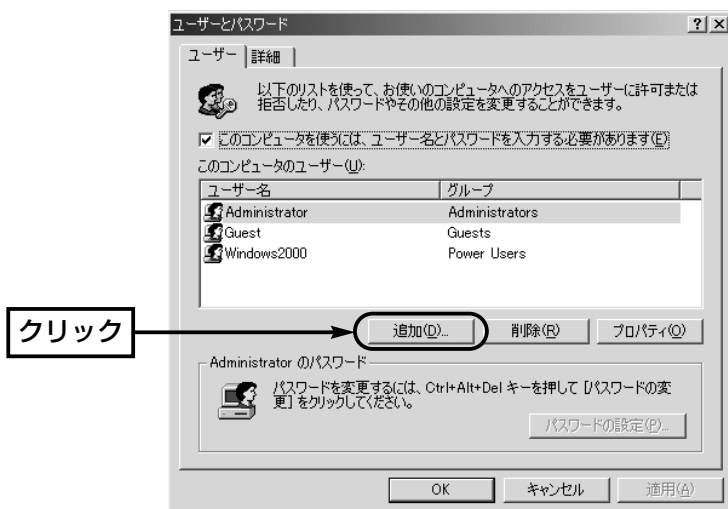 ユーザーとパスワード
ユーザー 詳細
以下のリストを使って、お使いのコンピュータへのアクセスをユーザーに許可または
拒否したり、パスワードやその他の設定を変更することができます。
このコンピュータを使うには、ユーザー名とパスワードを入力する必要があります(E)
このコンピュータのユーザー(U):
ユーザー名 グループ
Administrator Administrators
Guest Guests
Windows2000 Power Users
クリック
追加(D)... 削除(R) プロパティ(O)
Administrator のパスワード
パスワードを変更するには、Ctrl+Alt+Del キーを押して [パスワードの変
更] をクリックしてください。
パスワードの設定(P)...
OK キャンセル 適用(A)